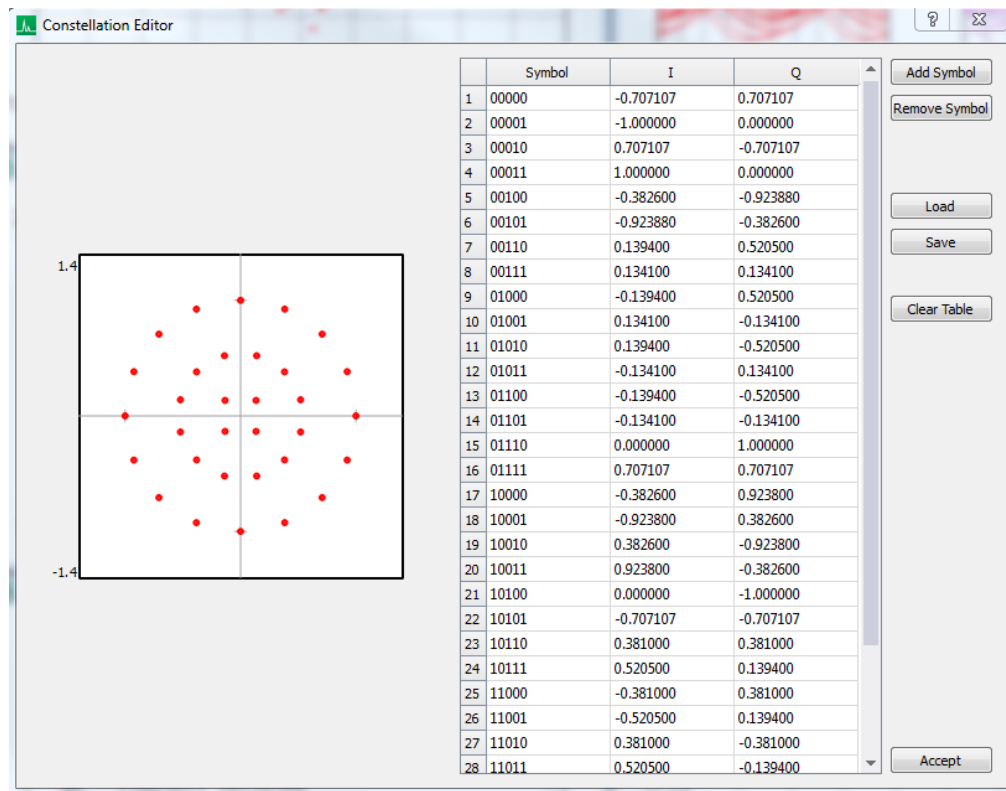 Constellation Editor
Symbol I Q
1 00000 -0.707107 0.707107
2 00001 -1.000000 0.000000
3 00010 0.707107 -0.707107
4 00011 1.000000 0.000000
5 00100 -0.382600 -0.923880
6 00101 -0.923880 -0.382600
7 00110 0.139400 0.520500
8 00111 0.134100 0.134100
9 01000 -0.139400 0.520500
10 01001 0.134100 -0.134100
11 01010 0.139400 -0.520500
12 01011 -0.134100 0.134100
13 01100 -0.139400 -0.520500
14 01101 -0.134100 -0.134100
15 01110 0.000000 1.000000
16 01111 0.707107 0.707107
17 10000 -0.382600 0.923800
18 10001 -0.923800 0.382600
19 10010 0.382600 -0.923800
20 10011 0.923800 -0.382600
21 10100 0.000000 -1.000000
22 10101 -0.707107 -0.707107
23 10110 0.381000 0.381000
24 10111 0.520500 0.139400
25 11000 -0.381000 0.381000
26 11001 -0.520500 0.139400
27 11010 0.381000 -0.381000
28 11011 0.520500 -0.139400
1.4
-1.4
Add Symbol
Remove Symbol
Load
Save
Clear Table
Accept